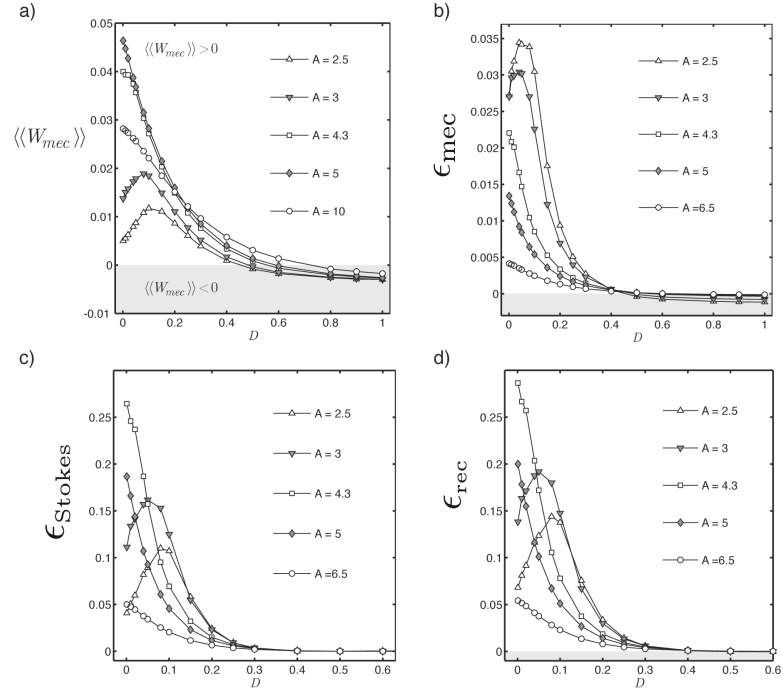 a)
0.05
0.04
0.03
0.02
0.01
0
-0.01
⟨⟨W_mec⟩⟩
⟨⟨W_mec⟩⟩ > 0
⟨⟨W_mec⟩⟩ < 0
A = 2.5
A = 3
A = 4.3
A = 5
A = 10
0 0.2 0.4 0.6 0.8 1
D
b)
0.035
0.03
0.025
0.02
0.015
0.01
0.005
0
ϵ_mec
A = 2.5
A = 3
A = 4.3
A = 5
A =6.5
0 0.2 0.4 0.6 0.8 1
D
c)
0.25
0.2
0.15
0.1
0.05
0
ϵ_Stokes
A = 2.5
A = 3
A = 4.3
A = 5
A =6.5
0 0.1 0.2 0.3 0.4 0.5 0.6
D
d)
0.25
0.2
0.15
0.1
0.05
0
ϵ_rec
A = 2.5
A = 3
A = 4.3
A = 5
A =6.5
0 0.1 0.2 0.3 0.4 0.5 0.6
D